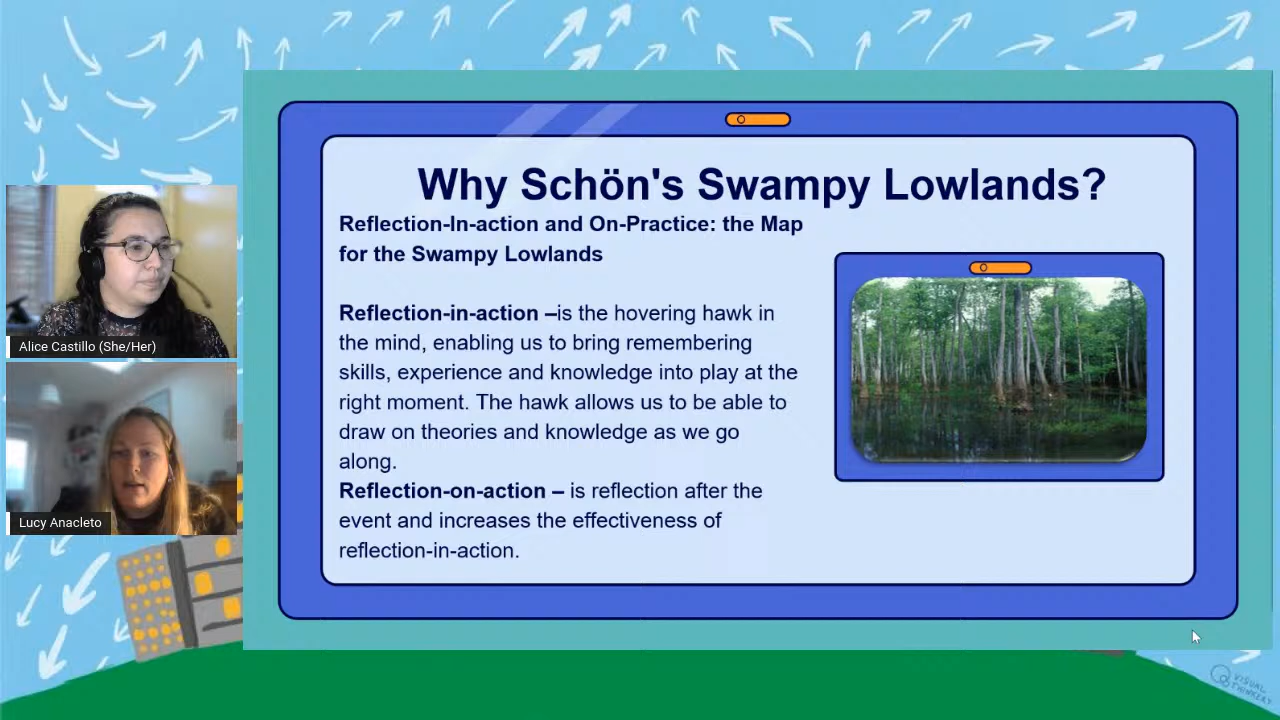 Why Schön's Swampy Lowlands?
Reflection-In-action and On-Practice: the Map
for the Swampy Lowlands
Reflection-in-action –is the hovering hawk in
the mind, enabling us to bring remembering
skills, experience and knowledge into play at the
right moment. The hawk allows us to be able to
draw on theories and knowledge as we go
along.
Reflection-on-action – is reflection after the
event and increases the effectiveness of
reflection-in-action.
Alice Castillo (She/Her)
Lucy Anacleto
VISUAL
THINKERY